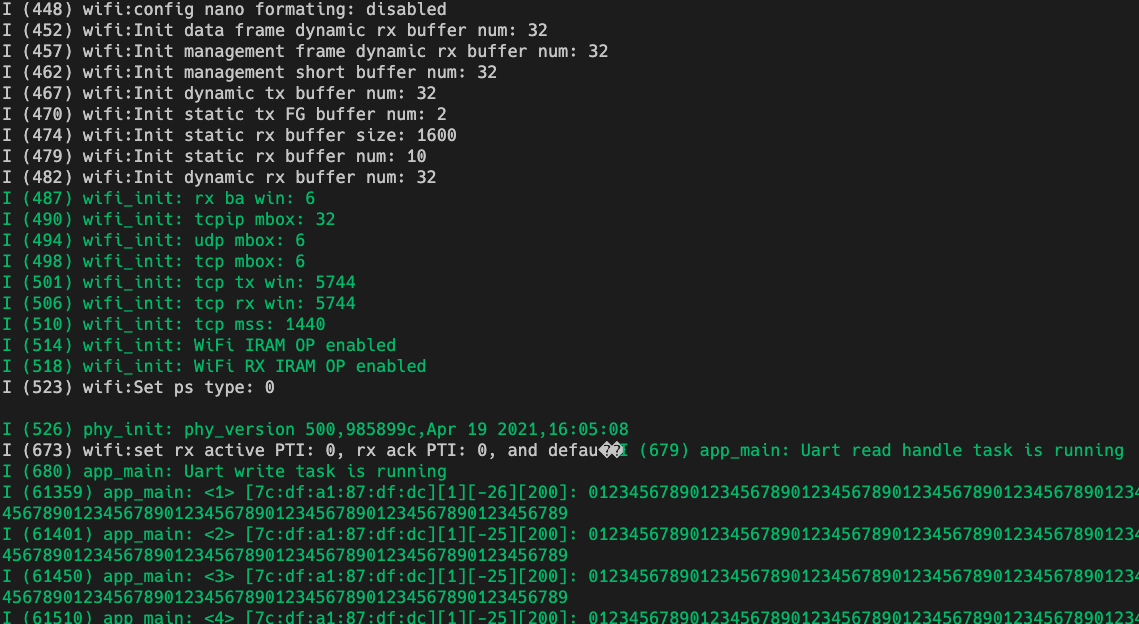 I (448) wifi:config nano formating: disabled
I (452) wifi:Init data frame dynamic rx buffer num: 32
I (457) wifi:Init management frame dynamic rx buffer num: 32
I (462) wifi:Init management short buffer num: 32
I (467) wifi:Init dynamic tx buffer num: 32
I (470) wifi:Init static tx FG buffer num: 2
I (474) wifi:Init static rx buffer size: 1600
I (479) wifi:Init static rx buffer num: 10
I (482) wifi:Init dynamic rx buffer num: 32
I (487) wifi_init: rx ba win: 6
I (490) wifi_init: tcpip mbox: 32
I (494) wifi_init: udp mbox: 6
I (498) wifi_init: tcp mbox: 6
I (501) wifi_init: tcp tx win: 5744
I (506) wifi_init: tcp rx win: 5744
I (510) wifi_init: tcp mss: 1440
I (514) wifi_init: WiFi IRAM OP enabled
I (518) wifi_init: WiFi RX IRAM OP enabled
I (523) wifi:Set ps type: 0
I (526) phy_init: phy_version 500,985899c,Apr 19 2021,16:05:08
I (673) wifi:set rx active PTI: 0, rx ack PTI: 0, and defau��I (679) app_main: Uart read handle task is running
I (680) app_main: Uart write task is running
I (61359) app_main: <1> [7c:df:a1:87:df:dc][1][-26][200]: 0123456789012345678901234567890123456789012345678901234
45678901234567890123456789012345678901234567890123456789
I (61401) app_main: <2> [7c:df:a1:87:df:dc][1][-25][200]: 0123456789012345678901234567890123456789012345678901234
45678901234567890123456789012345678901234567890123456789
I (61450) app_main: <3> [7c:df:a1:87:df:dc][1][-25][200]: 0123456789012345678901234567890123456789012345678901234
45678901234567890123456789012345678901234567890123456789
I (61510) app_main: <4> [7c:df:a1:87:df:dc][1][-25][200]: 0123456789012345678901234567890123456789012345678901234